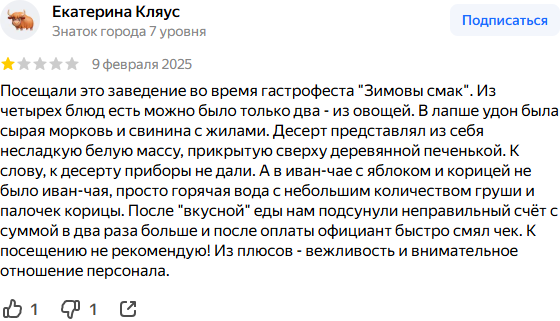 Екатерина Кляус
Знаток города 7 уровня
Подписаться
9 февраля 2025
Посещали это заведение во время гастрофеста "Зимовы смак". Из
четырех блюд есть можно было только два - из овощей. В лапше удон была
сырая морковь и свинина с жилами. Десерт представлял из себя
несладкую белую массу, прикрытую сверху деревянной печенькой. К
слову, к десерту приборы не дали. А в иван-чае с яблоком и корицей не
было иван-чая, просто горячая вода с небольшим количеством груши и
палочек корицы. После "вкусной" еды нам подсунули неправильный счёт с
суммой в два раза больше и после оплаты официант быстро смял чек. К
посещению не рекомендую! Из плюсов - вежливость и внимательное
отношение персонала.
1 1